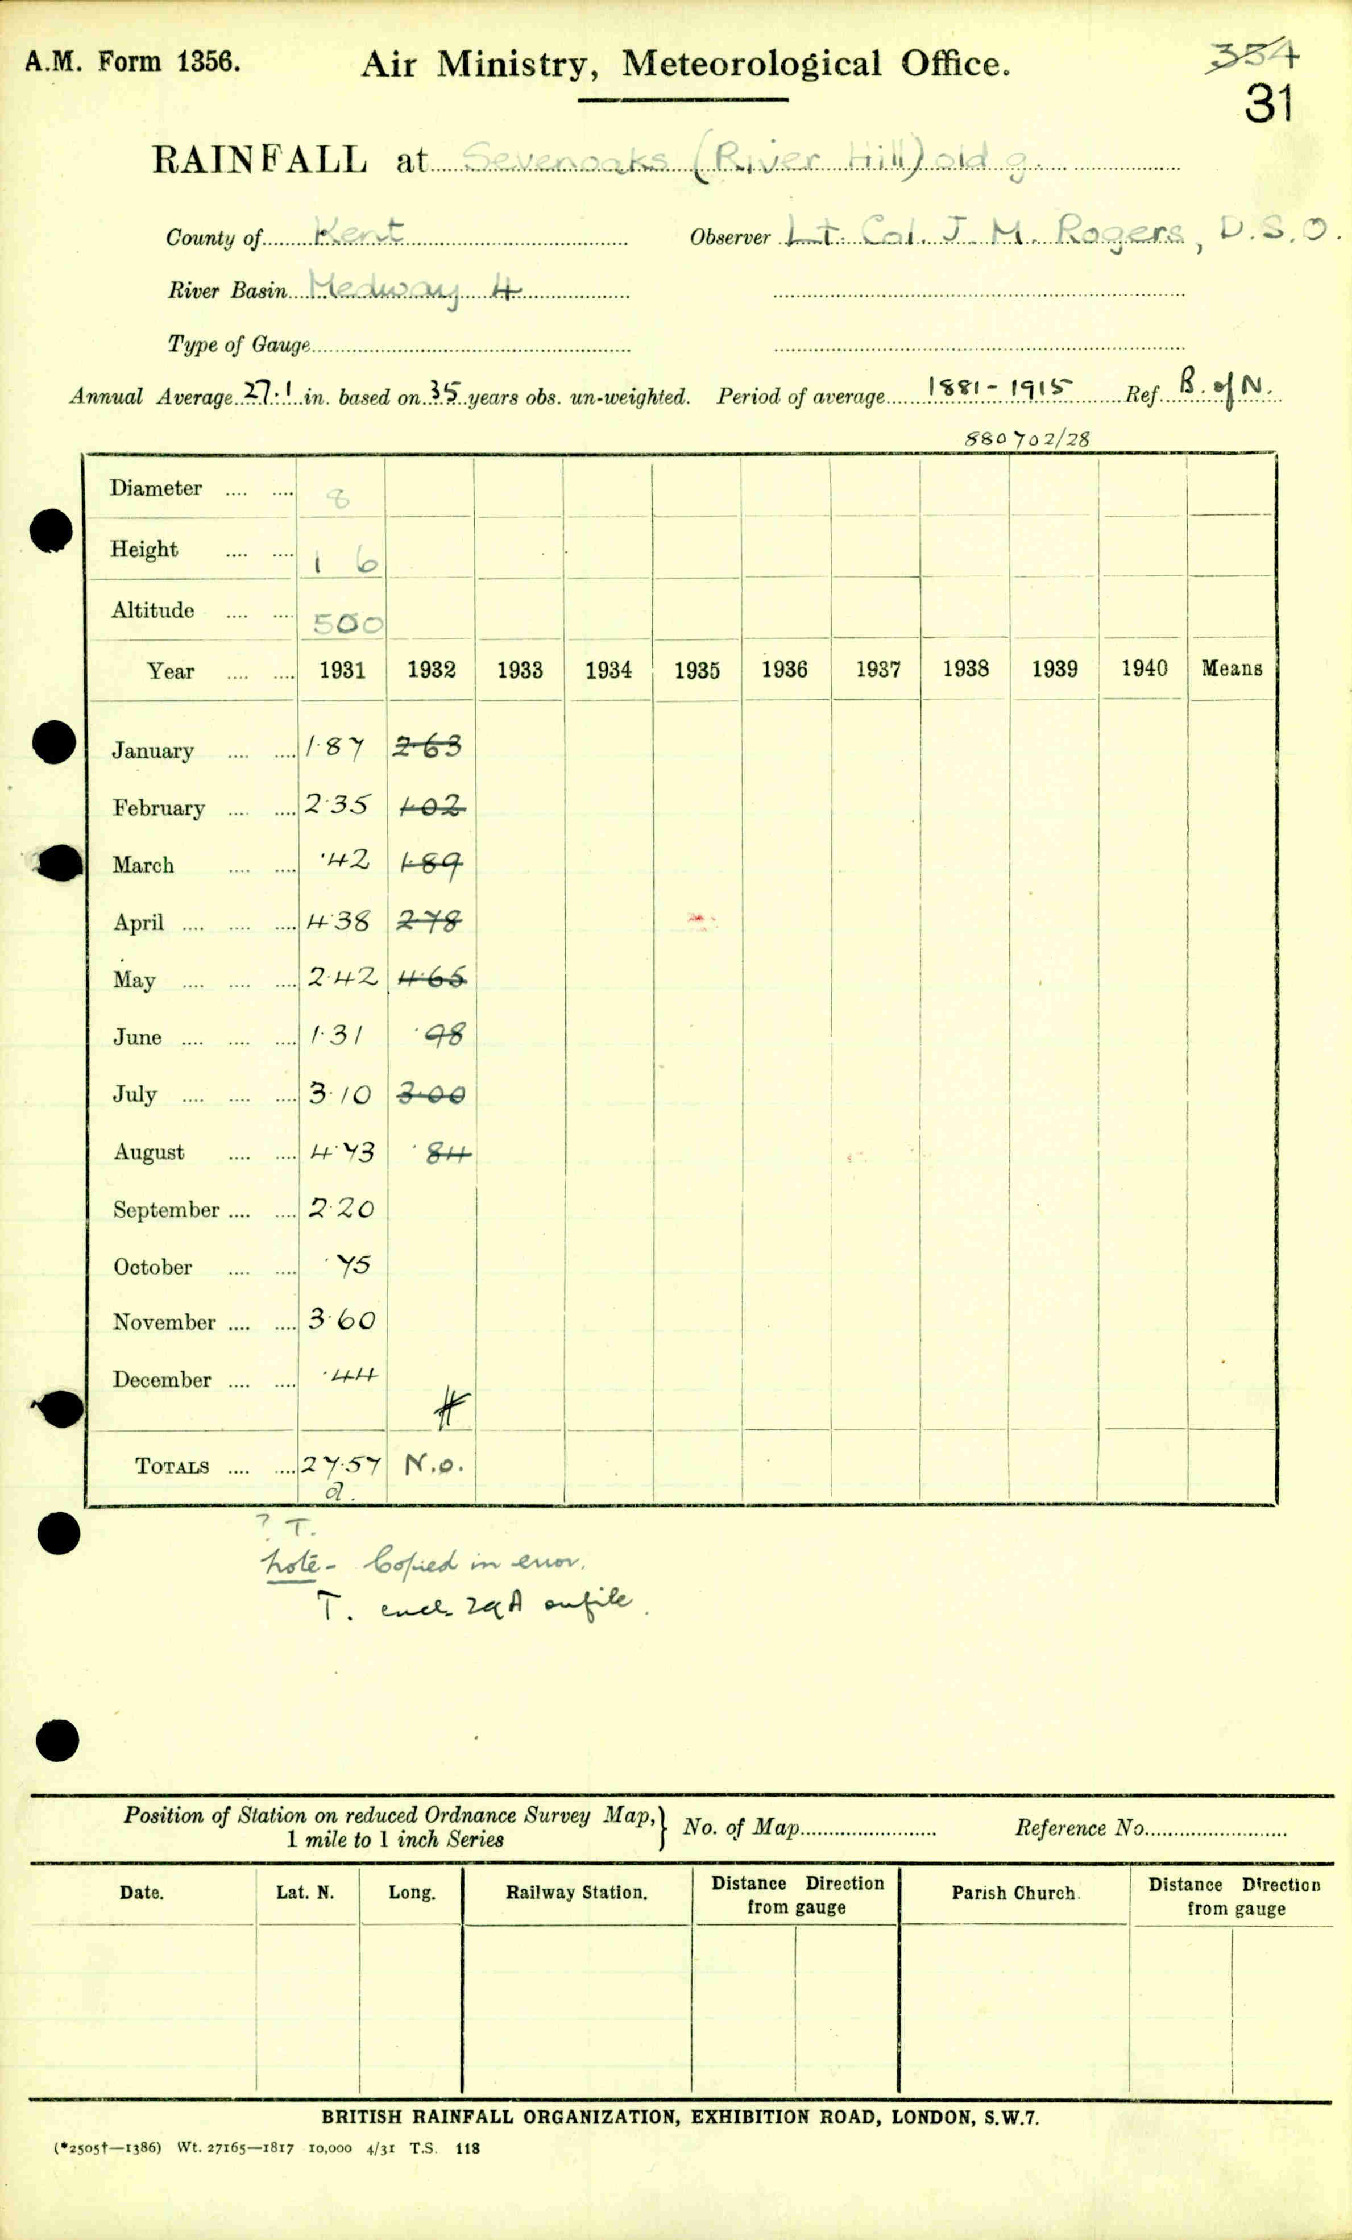 A.M. Form 1356. Air Ministry, Meteorological Office. 354
31
RAINFALL at Sevenoaks (River Hill) old g.
County of Kent Observer Lt. Col. J. M. Rogers, D.S.O.
River Basin Medway 4
Type of Gauge
Annual Average 27.1 in. based on 35 years obs. un-weighted. Period of average 1881 - 1915 Ref B. of N.
880702/28
Diameter .... .... 8
Height .... .... 1 6
Altitude .... .... 500
Year .... .... 1931 1932 1933 1934 1935 1936 1937 1938 1939 1940 Means
January .... .... 1.87 2.63
February .... .... 2.35 1.02
March .... .... .42 1.89
April .... .... .... 4.38 2.78
May .... .... .... 2.42 4.65
June .... .... .... 1.31 .98
July .... .... .... 3.10 3.00
August .... .... 4.73 .84
September .... .... 2.20
October .... .... .75
November .... .... 3.60
December .... .... .44
TOTALS .... .... 27.57 N.o.
a.
? T.
Note - Copied in error.
T. encl. 29A on file.
Position of Station on reduced Ordnance Survey Map, } No. of Map Reference No.
1 mile to 1 inch Series
Date. Lat. N. Long. Railway Station. Distance Direction from gauge Parish Church. Distance Direction from gauge
BRITISH RAINFALL ORGANIZATION, EXHIBITION ROAD, LONDON, S.W.7.
(*2505†—1386) Wt. 27165—1817 10,000 4/31 T.S. 118